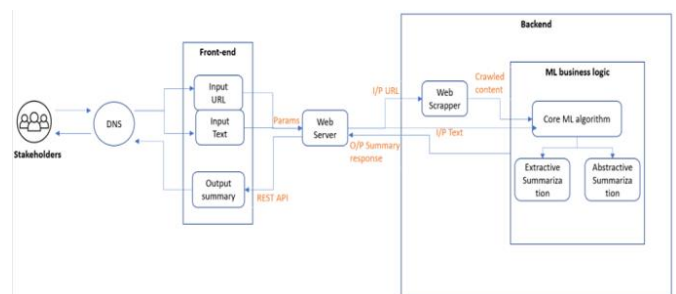 Backend
Front-end
ML business logic
Input
URL
Input
Text
Output
summary
Stakeholders
DNS
Params
Web
Server
REST API
I/P URL
Web
Scrapper
Crawled
content
I/P Text
O/P Summary
response
Core ML algorithm
Extractive
Summariza
tion
Abstractive
Summariza
tion